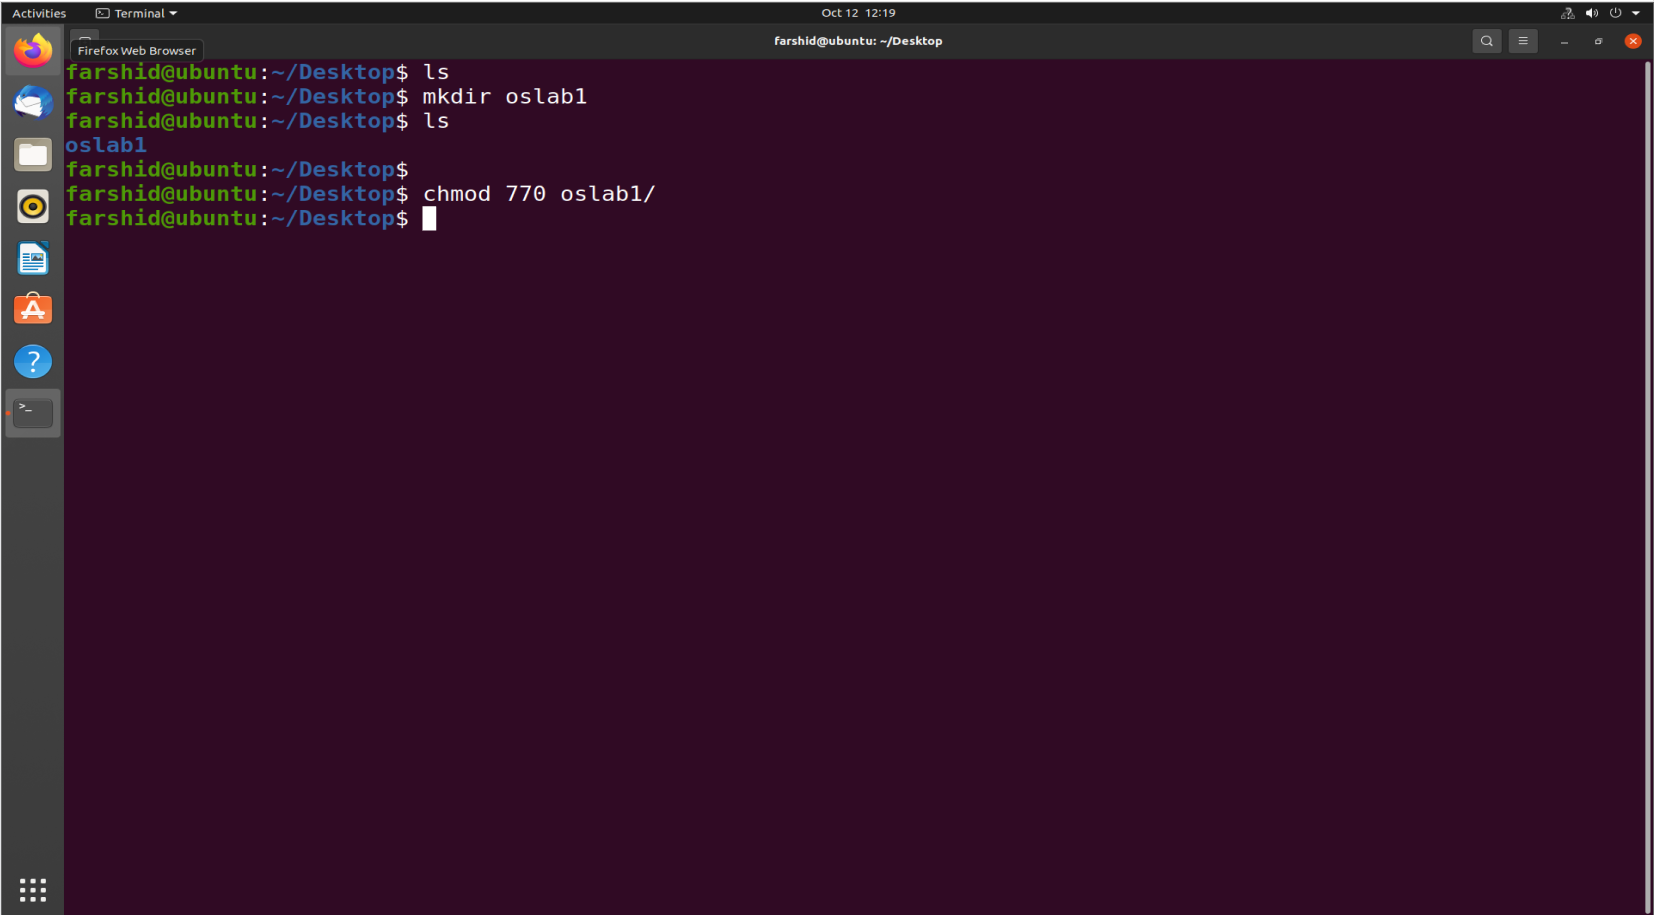 Activities Terminal Oct 12 12:19
farshid@ubuntu: ~/Desktop
Firefox Web Browser
farshid@ubuntu:~/Desktop$ ls
farshid@ubuntu:~/Desktop$ mkdir oslab1
farshid@ubuntu:~/Desktop$ ls
oslab1
farshid@ubuntu:~/Desktop$
farshid@ubuntu:~/Desktop$ chmod 770 oslab1/
farshid@ubuntu:~/Desktop$